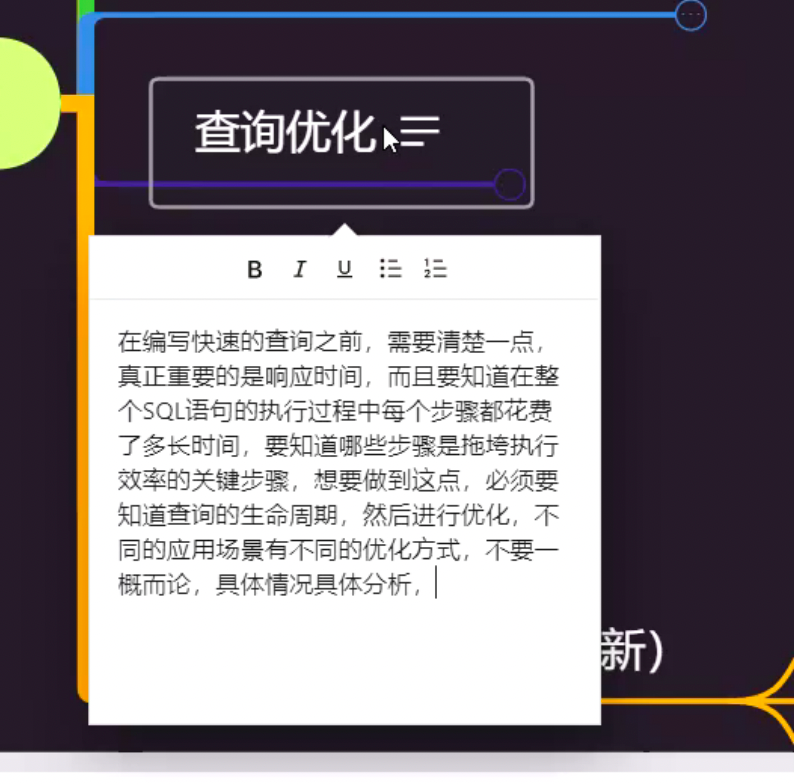 查询优化
B I U
在编写快速的查询之前，需要清楚一点，
真正重要的是响应时间，而且要知道在整
个SQL语句的执行过程中每个步骤都花费
了多长时间，要知道哪些步骤是拖垮执行
效率的关键步骤，想要做到这点，必须要
知道查询的生命周期，然后进行优化，不
同的应用场景有不同的优化方式，不要一
概而论，具体情况具体分析，
新）